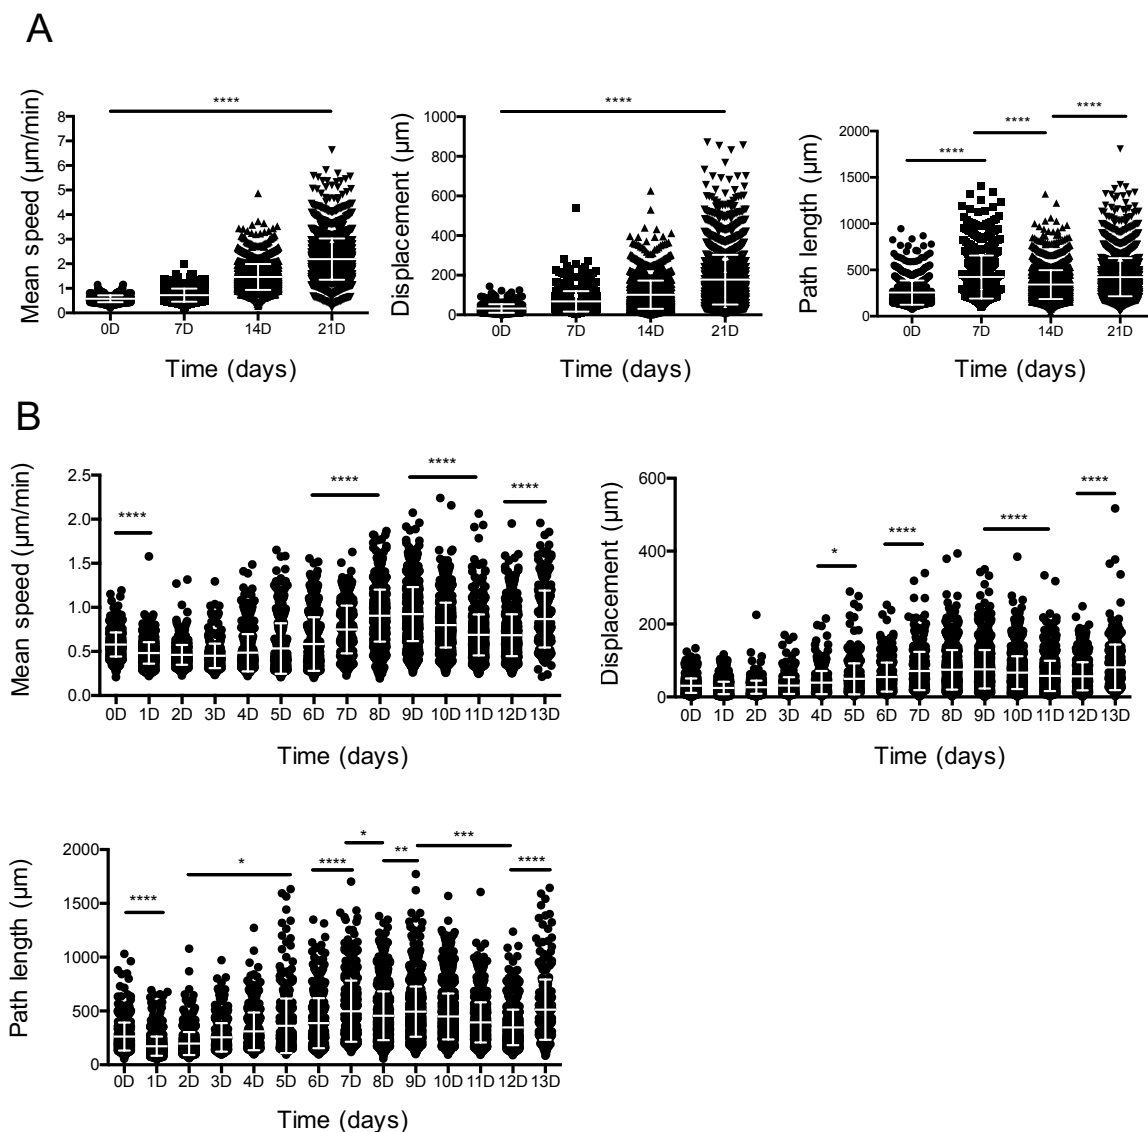 A
Mean speed (μm/min)
8
7
6
5
4
3
2
1
0
****
0D 7D 14D 21D
Time (days)
Displacement (μm)
1000
800
600
400
200
0
****
0D 7D 14D 21D
Time (days)
Path length (μm)
2000
1500
1000
500
0
**** **** ****
0D 7D 14D 21D
Time (days)
B
Mean speed (μm/min)
2.5
2.0
1.5
1.0
0.5
0.0
**** **** **** ****
0D 1D 2D 3D 4D 5D 6D 7D 8D 9D 10D 11D 12D 13D
Time (days)
Displacement (μm)
600
400
200
0
* **** **** ****
0D 1D 2D 3D 4D 5D 6D 7D 8D 9D 10D 11D 12D 13D
Time (days)
Path length (μm)
2000
1500
1000
500
0
**** * **** * ** *** ****
0D 1D 2D 3D 4D 5D 6D 7D 8D 9D 10D 11D 12D 13D
Time (days)